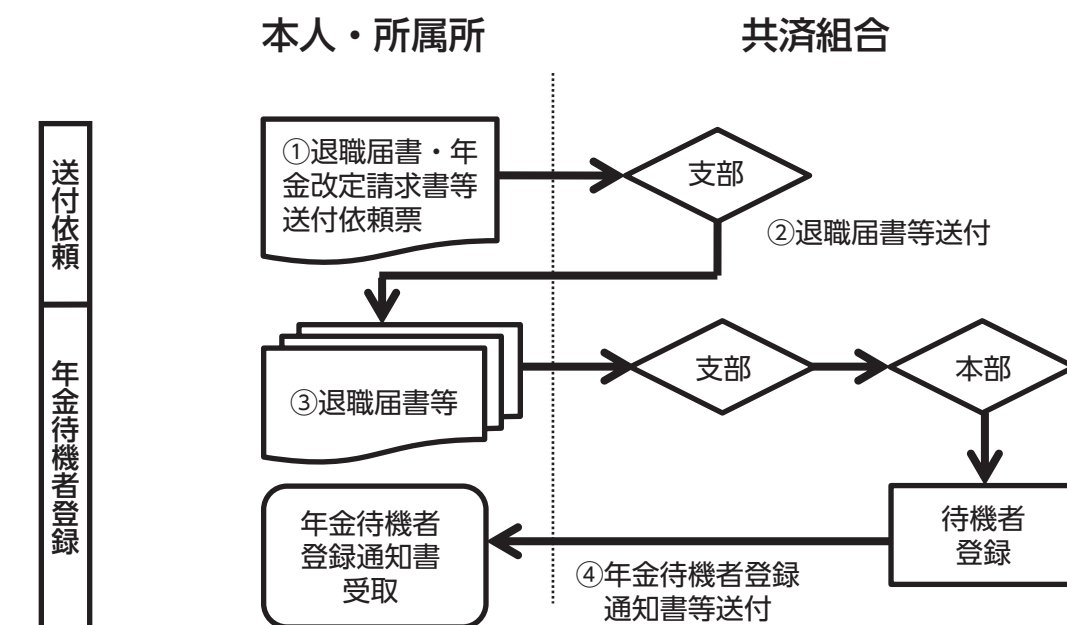 本人・所属所
共済組合
送付依頼
①退職届書・年
金改定請求書等
送付依頼票
支部
②退職届書等送付
年金待機者登録
③退職届書等
支部
本部
待機者
登録
年金待機者
登録通知書
受取
④年金待機者登録
通知書等送付